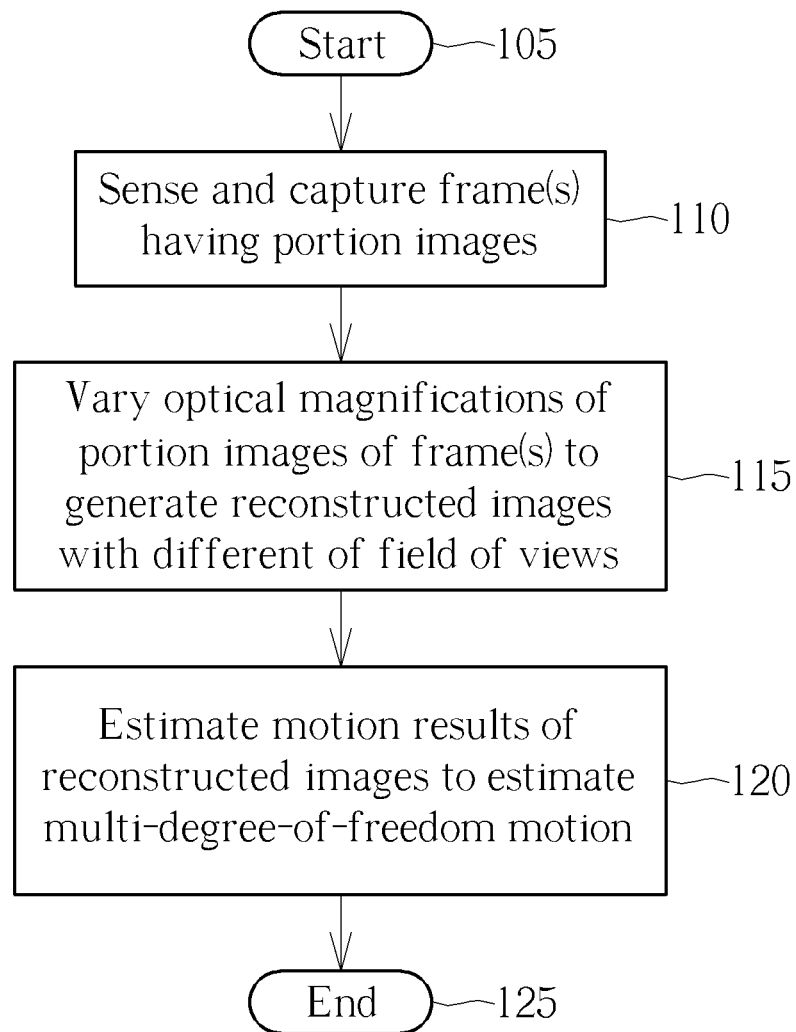 Start
105
Sense and capture frame(s)
having portion images
110
Vary optical magnifications of
portion images of frame(s) to
generate reconstructed images
with different of field of views
115
Estimate motion results of
reconstructed images to estimate
multi-degree-of-freedom motion
120
End
125